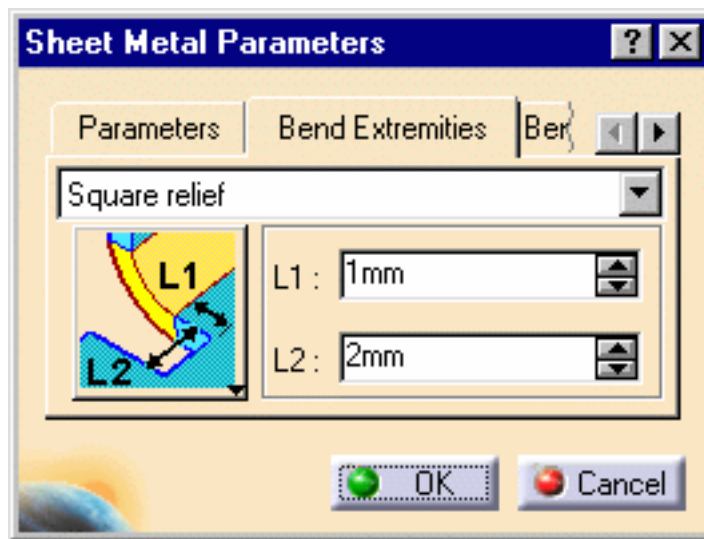 Sheet Metal Parameters
Parameters Bend Extremities
Square relief
L1
L2
L1 : 1mm
L2 : 2mm
OK Cancel